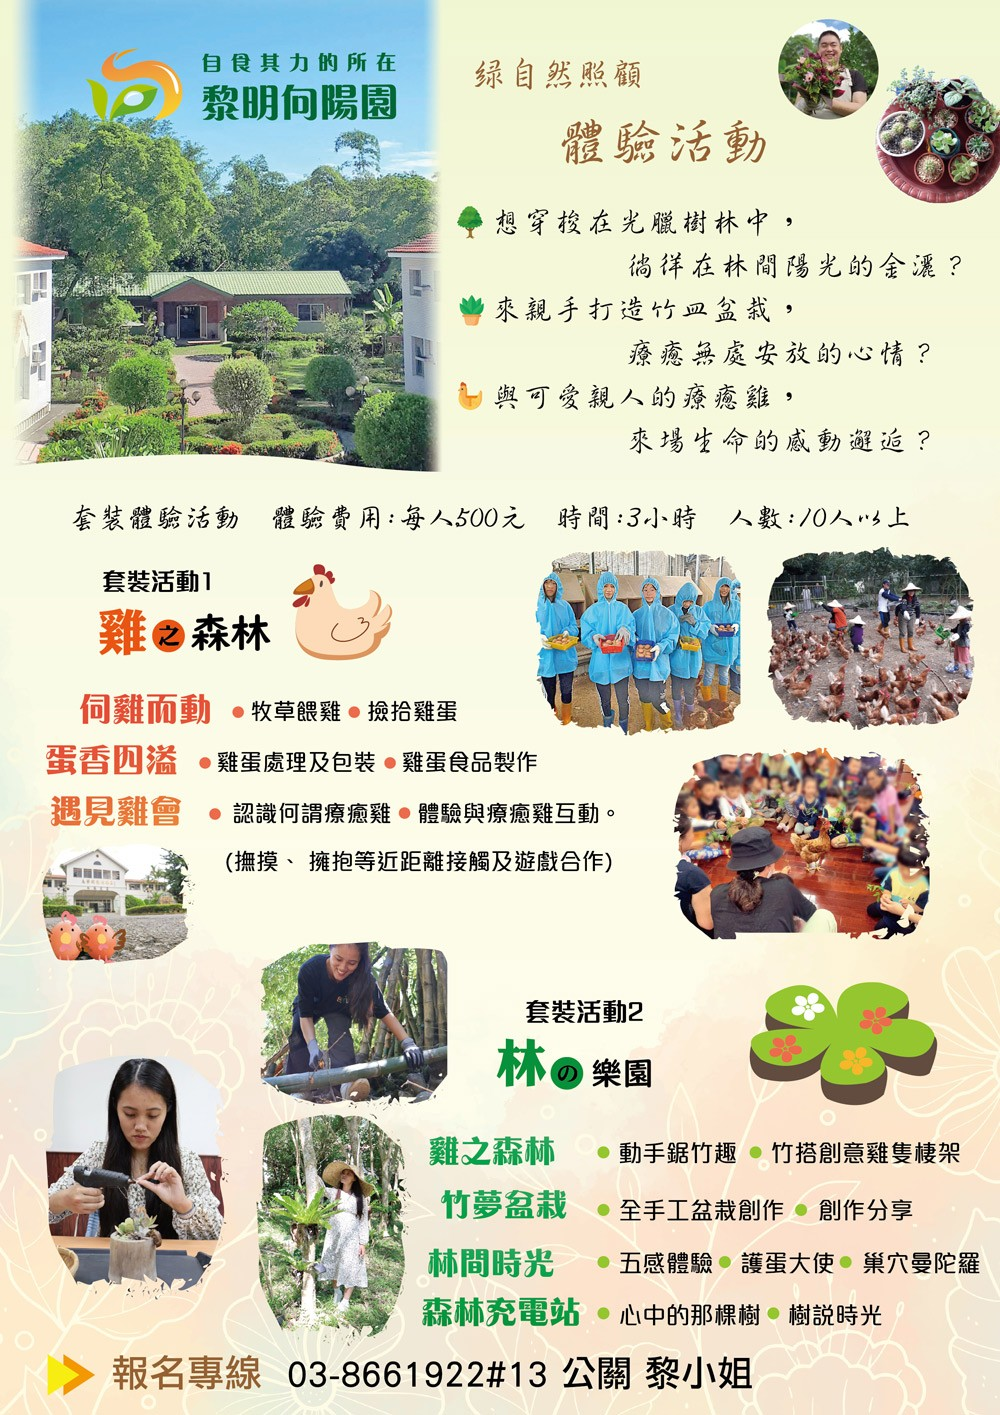 自食其力的所在
黎明向陽園
綠自然照顧
體驗活動
想穿梭在光臘樹林中，
徜徉在林間陽光的金灑？
來親手打造竹皿盆栽，
療癒無處安放的心情？
與可愛親人的療癒雞，
來場生命的感動邂逅？
套裝體驗活動 體驗費用:每人500元 時間:3小時 人數:10人以上
套裝活動1
雞之森林
伺雞而動 ●牧草餵雞●撿拾雞蛋
蛋香四溢 ●雞蛋處理及包裝●雞蛋食品製作
遇見雞會 ●認識何謂療癒雞●體驗與療癒雞互動。
(撫摸、擁抱等近距離接觸及遊戲合作)
套裝活動2
林の樂園
雞之森林 ●動手鋸竹趣●竹搭創意雞隻棲架
竹夢盆栽 ●全手工盆栽創作●創作分享
林間時光 ●五感體驗●護蛋大使●巢穴曼陀羅
森林充電站 ●心中的那棵樹●樹說時光
報名專線 03-8661922#13 公關 黎小姐